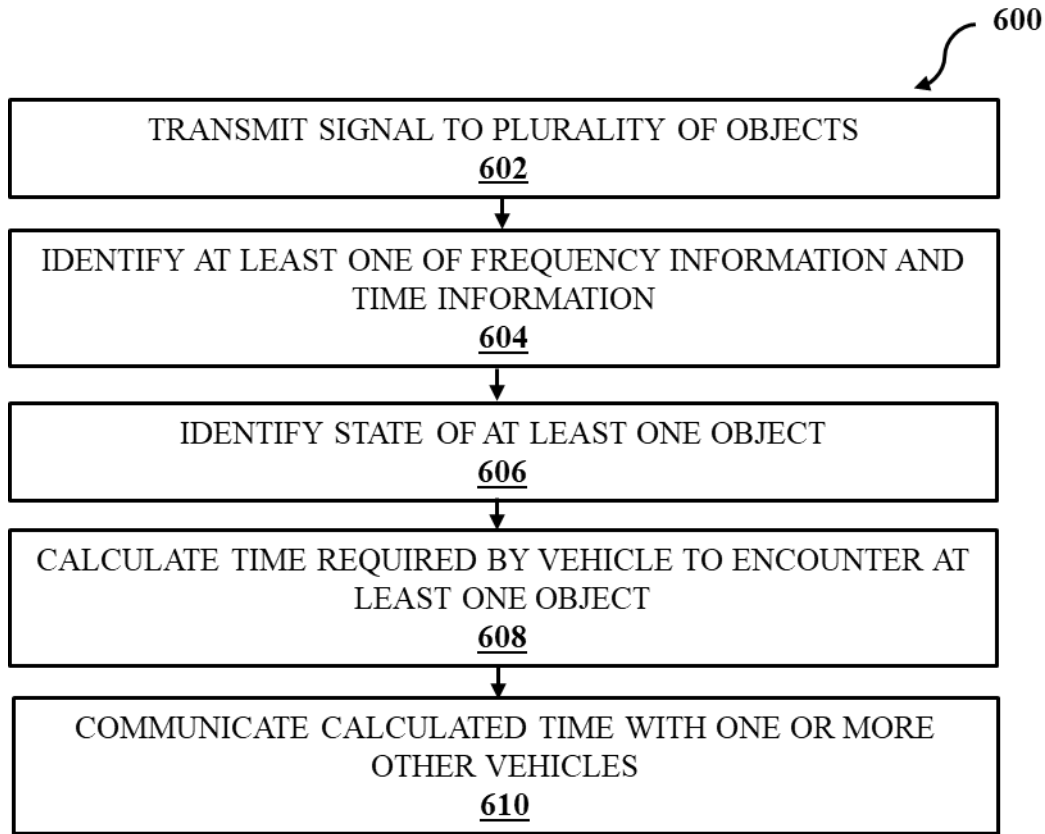 600
TRANSMIT SIGNAL TO PLURALITY OF OBJECTS
602
IDENTIFY AT LEAST ONE OF FREQUENCY INFORMATION AND
TIME INFORMATION
604
IDENTIFY STATE OF AT LEAST ONE OBJECT
606
CALCULATE TIME REQUIRED BY VEHICLE TO ENCOUNTER AT
LEAST ONE OBJECT
608
COMMUNICATE CALCULATED TIME WITH ONE OR MORE
OTHER VEHICLES
610